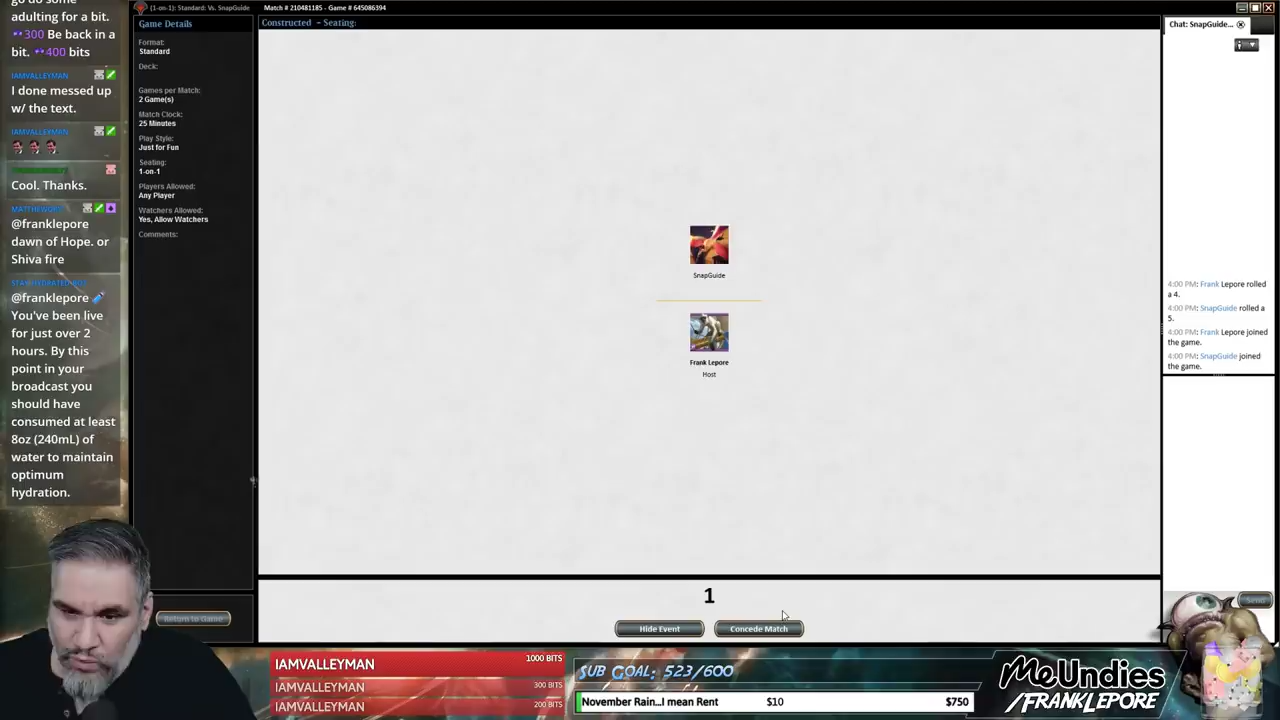 go do some
adulting for a bit.
300 Be back in a
bit. 400 bits.
IAMVALLEYMAN
I done messed up
w/ the text.
IAMVALLEYMAN
Cool. Thanks.
@franklepore
dawn of Hope. or
Shiva fire
@franklepore
You've been live
for just over 2
hours. By this
point in your
broadcast you
should have
consumed at least
8oz (240mL) of
water to maintain
optimum
hydration.
(1-on-1): Standard: Vs. SnapGuide
Match # 210481185 - Game # 645086394
Game Details
Format:
Standard
Deck:
Games per Match:
2 Game(s)
Match Clock:
25 Minutes
Play Style:
Just for Fun
Seating:
1-on-1
Players Allowed:
Any Player
Watchers Allowed:
Yes, Allow Watchers
Comments:
Return to Game
Constructed - Seating:
SnapGuide
Frank Lepore
Host
1
Hide Event
Concede Match
Chat: SnapGuide...
4:00 PM: Frank Lepore rolled
a 4.
4:00 PM: SnapGuide rolled a
5.
4:00 PM: Frank Lepore joined
the game.
4:00 PM: SnapGuide joined
the game.
Send
IAMVALLEYMAN 1000 BITS
IAMVALLEYMAN 300 BITS
IAMVALLEYMAN 200 BITS
SUB GOAL: 523/600
November Rain...I mean Rent $10 $750
MeUndies
/FRANKLEPORE